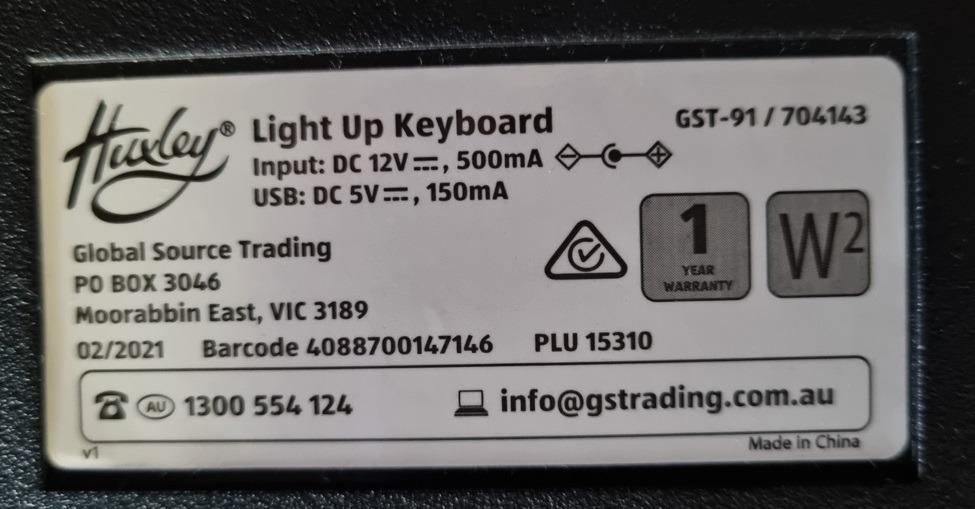 Huxley®
Light Up Keyboard
GST-91 / 704143
Input: DC 12V⎓, 500mA
USB: DC 5V⎓, 150mA
1
YEAR
WARRANTY
W²
Global Source Trading
PO BOX 3046
Moorabbin East, VIC 3189
02/2021 Barcode 4088700147146 PLU 15310
AU 1300 554 124
info@gstrading.com.au
v1
Made in China